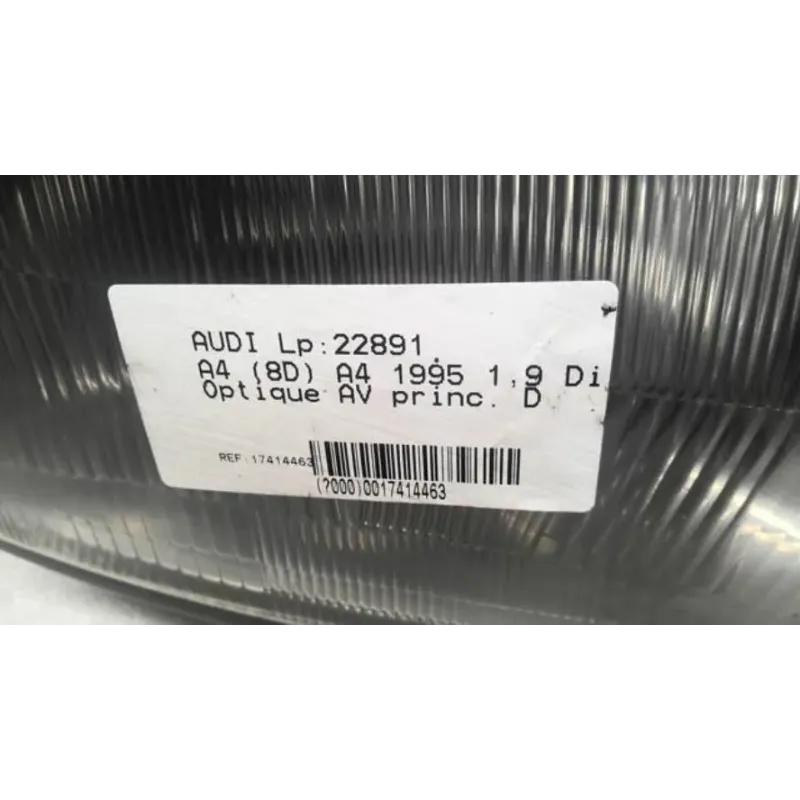 AUDI Lp:22891.
A4 (8D) A4 1995 1,9 Di
Optique AV princ. D
REF:17414463
(?000)0017414463